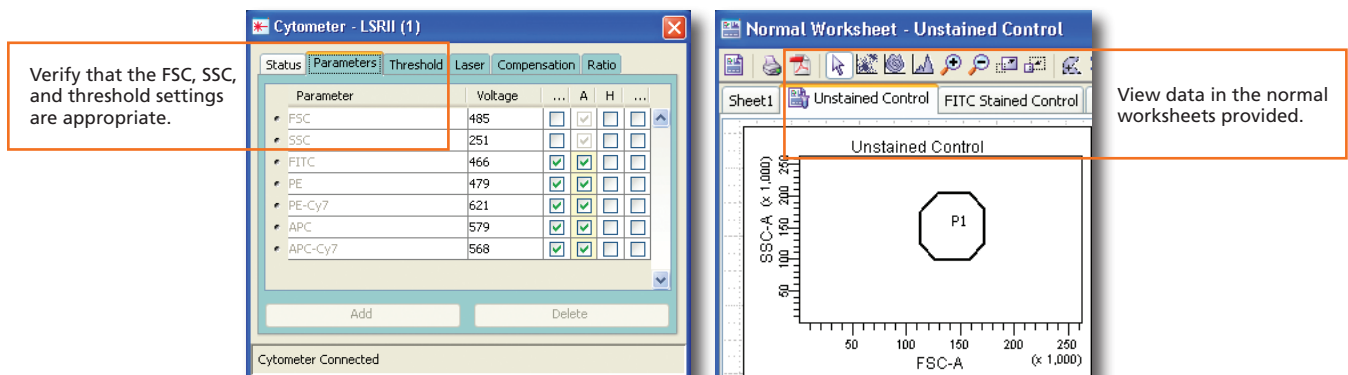 Verify that the FSC, SSC,
and threshold settings
are appropriate.
Cytometer - LSRII (1)
Status Parameters Threshold Laser Compensation Ratio
Parameter Voltage ... A H ...
FSC 485
SSC 251
FITC 466
PE 479
PE-Cy7 621
APC 579
APC-Cy7 568
Add Delete
Cytometer Connected
Normal Worksheet - Unstained Control
Sheet1 Unstained Control FITC Stained Control
Unstained Control
SSC-A (x 1,000)
50 100 150 200 250
P1
50 100 150 200 250
FSC-A (x 1,000)
View data in the normal
worksheets provided.